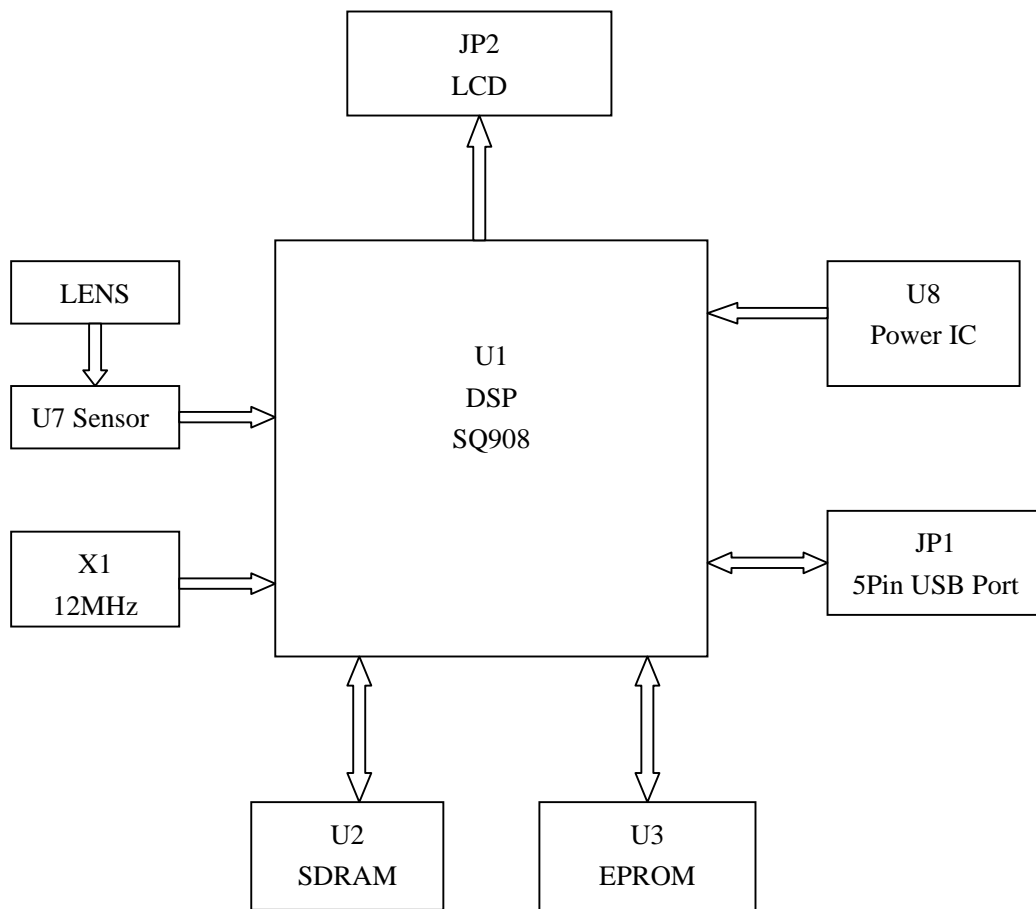 JP2
LCD
LENS
U7 Sensor
X1
12MHz
U1
DSP
SQ908
U8
Power IC
JP1
5Pin USB Port
U2
SDRAM
U3
EPROM